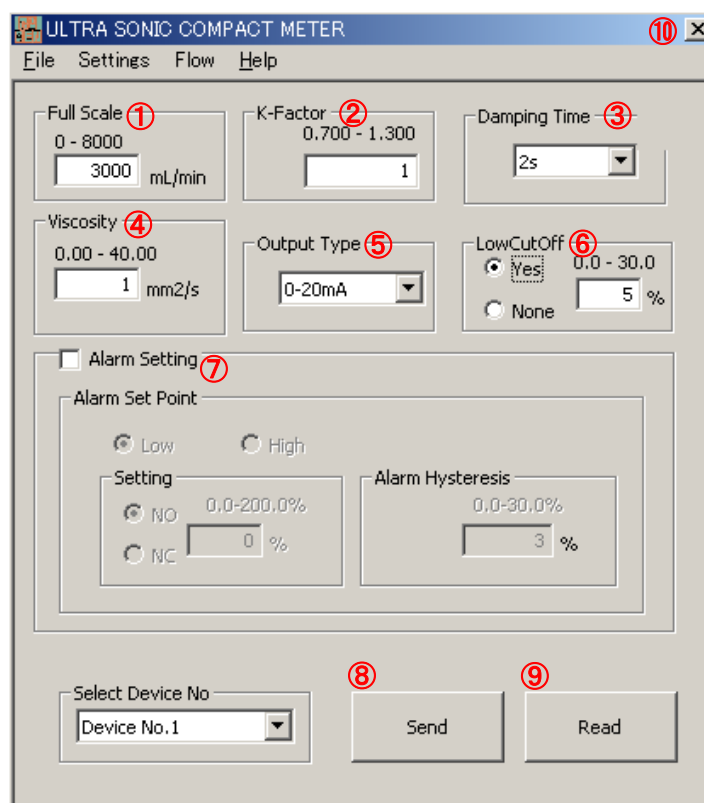 ULTRA SONIC COMPACT METER ⑩
File Settings Flow Help
Full Scale ①
0 - 8000
3000 mL/min
K-Factor ②
0.700 - 1.300
1
Damping Time ③
2s
Viscosity ④
0.00 - 40.00
1 mm2/s
Output Type ⑤
0-20mA
LowCutOff ⑥
Yes 0.0 - 30.0
5 %
None
Alarm Setting ⑦
Alarm Set Point
Low High
Setting
NO 0.0-200.0%
0 %
NC
Alarm Hysteresis
0.0-30.0%
3 %
Select Device No
Device No.1
⑧
Send
⑨
Read